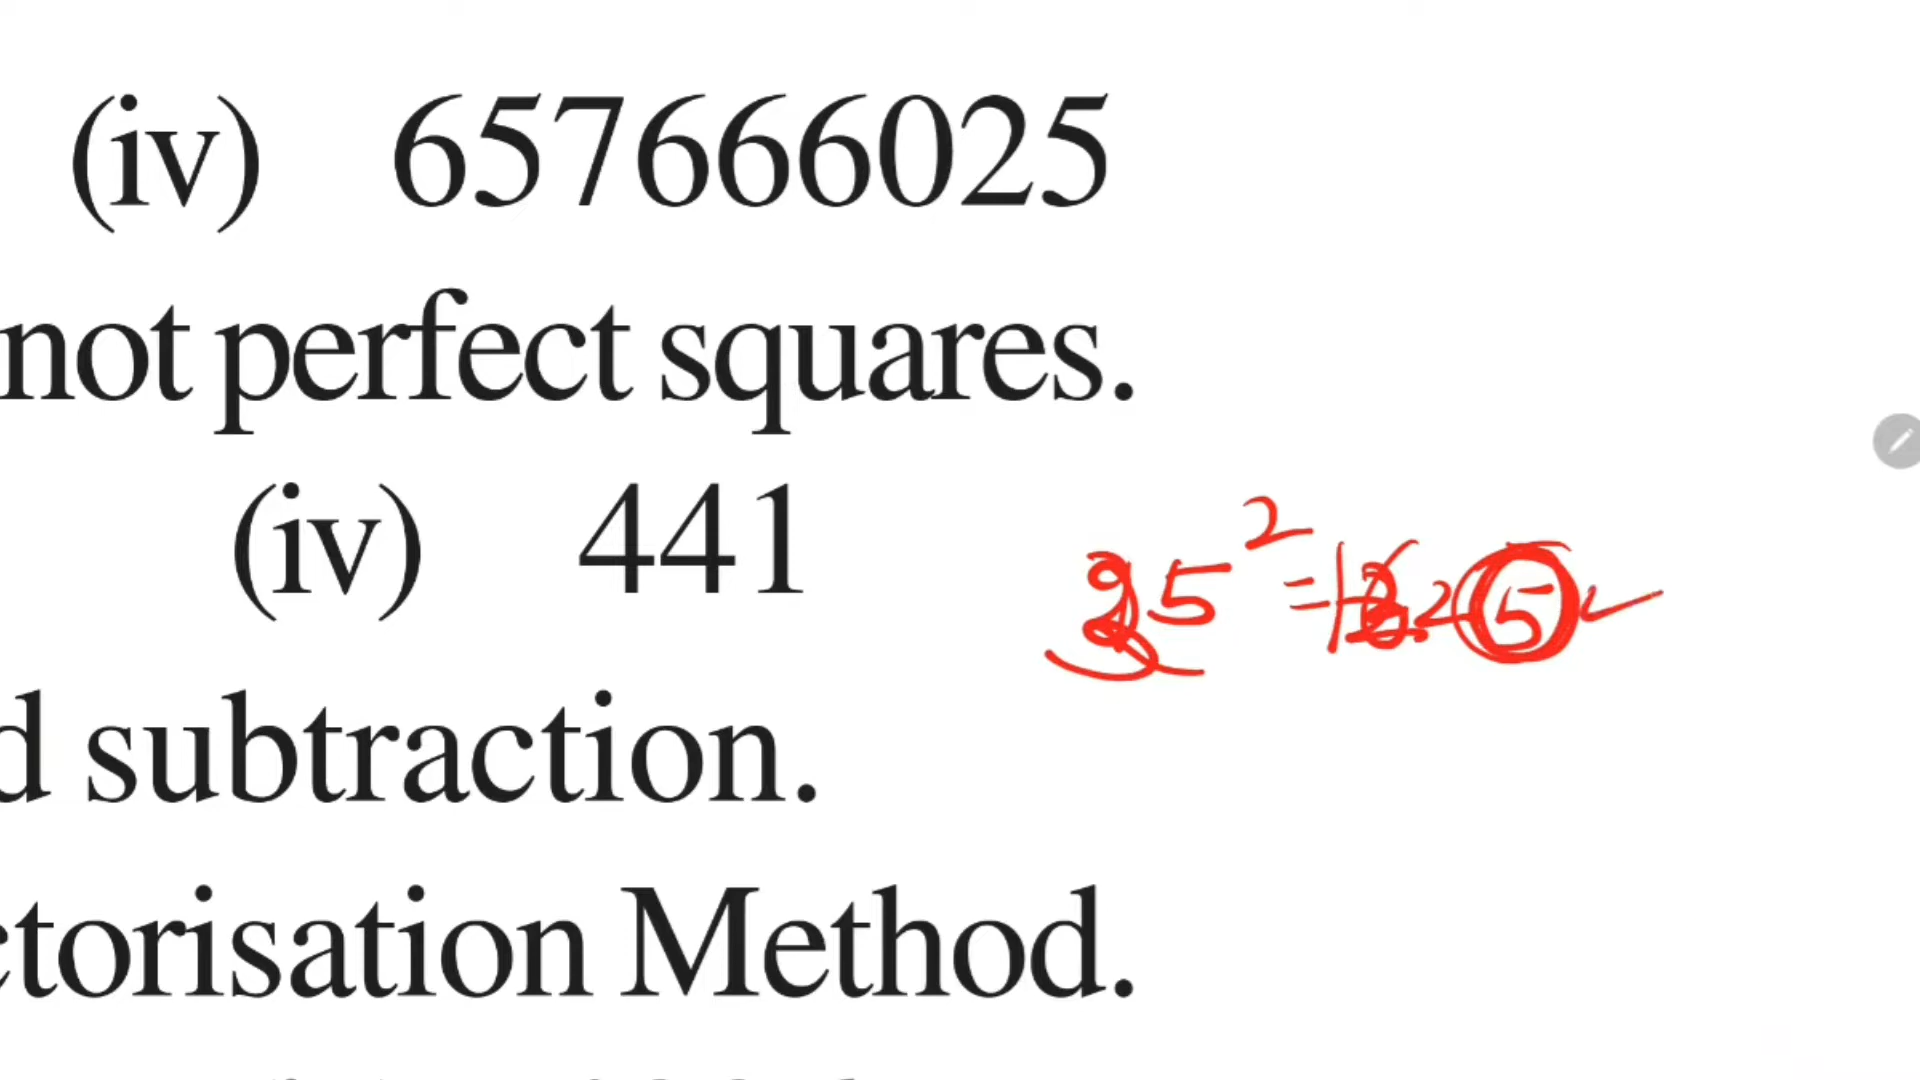 (iv) 657666025
not perfect squares.
(iv) 441
d subtraction.
ctorisation Method.